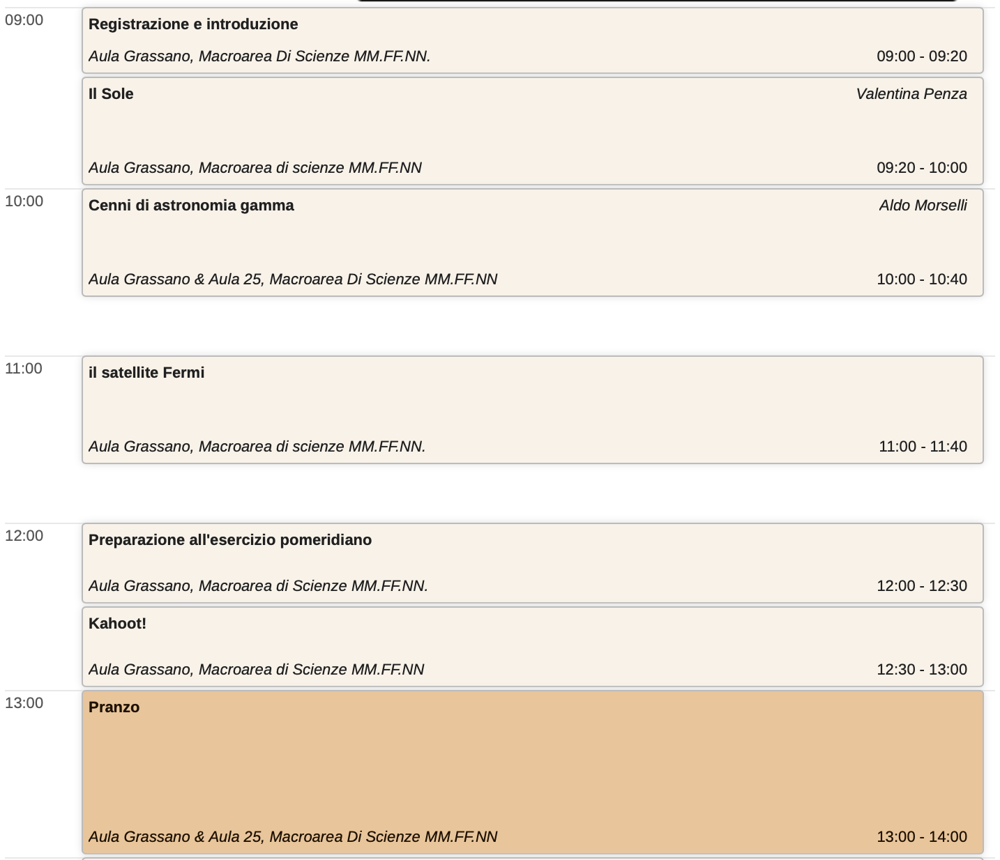 09:00
Registrazione e introduzione
Aula Grassano, Macroarea Di Scienze MM.FF.NN. 09:00 - 09:20
Il Sole Valentina Penza
Aula Grassano, Macroarea di scienze MM.FF.NN 09:20 - 10:00
10:00
Cenni di astronomia gamma Aldo Morselli
Aula Grassano & Aula 25, Macroarea Di Scienze MM.FF.NN 10:00 - 10:40
11:00
il satellite Fermi
Aula Grassano, Macroarea di scienze MM.FF.NN. 11:00 - 11:40
12:00
Preparazione all'esercizio pomeridiano
Aula Grassano, Macroarea di Scienze MM.FF.NN. 12:00 - 12:30
Kahoot!
Aula Grassano, Macroarea di Scienze MM.FF.NN 12:30 - 13:00
13:00
Pranzo
Aula Grassano & Aula 25, Macroarea Di Scienze MM.FF.NN 13:00 - 14:00